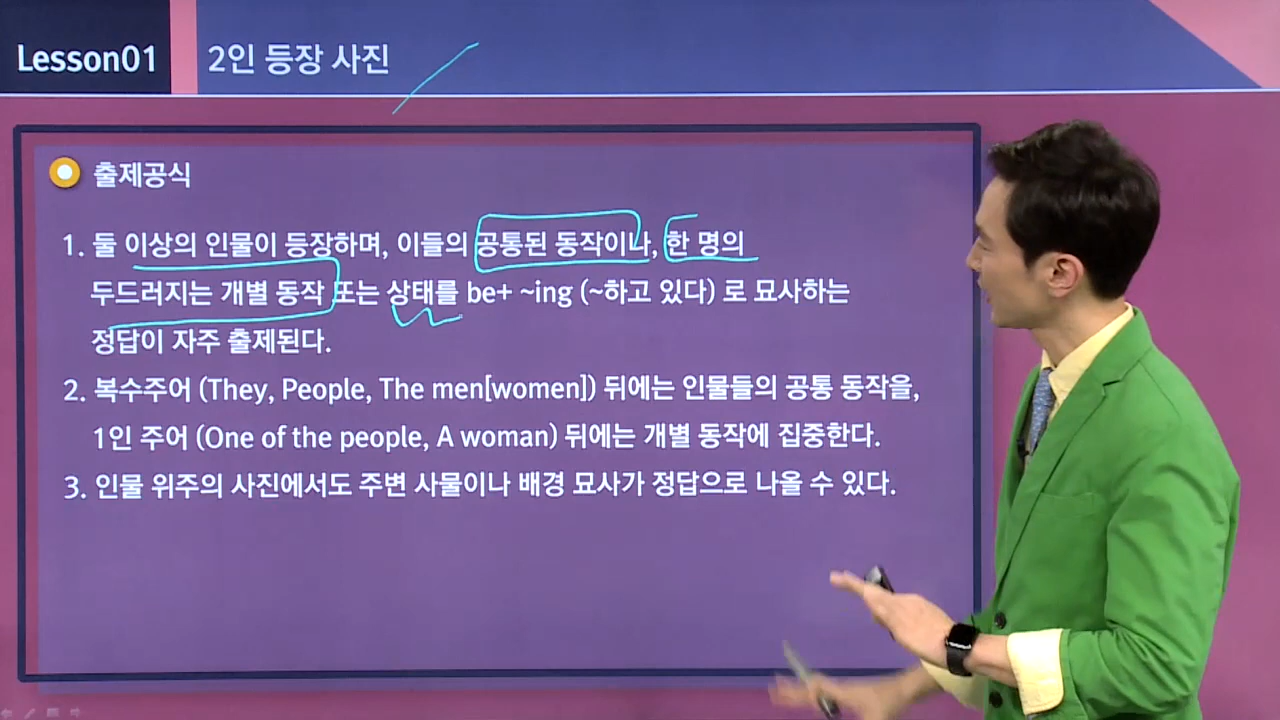 Lesson01
2인 등장 사진
출제공식
1. 둘 이상의 인물이 등장하며, 이들의 공통된 동작이나, 한 명의
두드러지는 개별 동작 또는 상태를 be+ ~ing (~하고 있다) 로 묘사하는
정답이 자주 출제된다.
2. 복수주어 (They, People, The men[women]) 뒤에는 인물들의 공통 동작을,
1인 주어 (One of the people, A woman) 뒤에는 개별 동작에 집중한다.
3. 인물 위주의 사진에서도 주변 사물이나 배경 묘사가 정답으로 나올 수 있다.